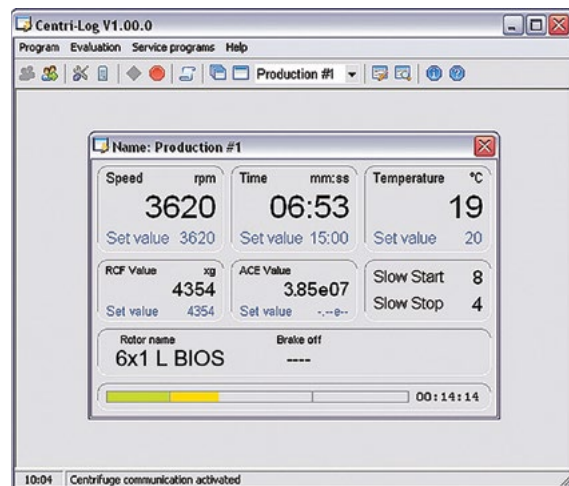 Centri-Log V1.00.0
Program Evaluation Service programs Help
Production #1
Name: Production #1
Speed rpm
3620
Set value 3620
Time mm:ss
06:53
Set value 15:00
Temperature °C
19
Set value 20
RCF Value xg
4354
Set value 4354
ACE Value
3.85e07
Set value -.--e--
Slow Start 8
Slow Stop 4
Rotor name
6x1 L BIOS
Brake off
----
00:14:14
10:04 Centrifuge communication activated